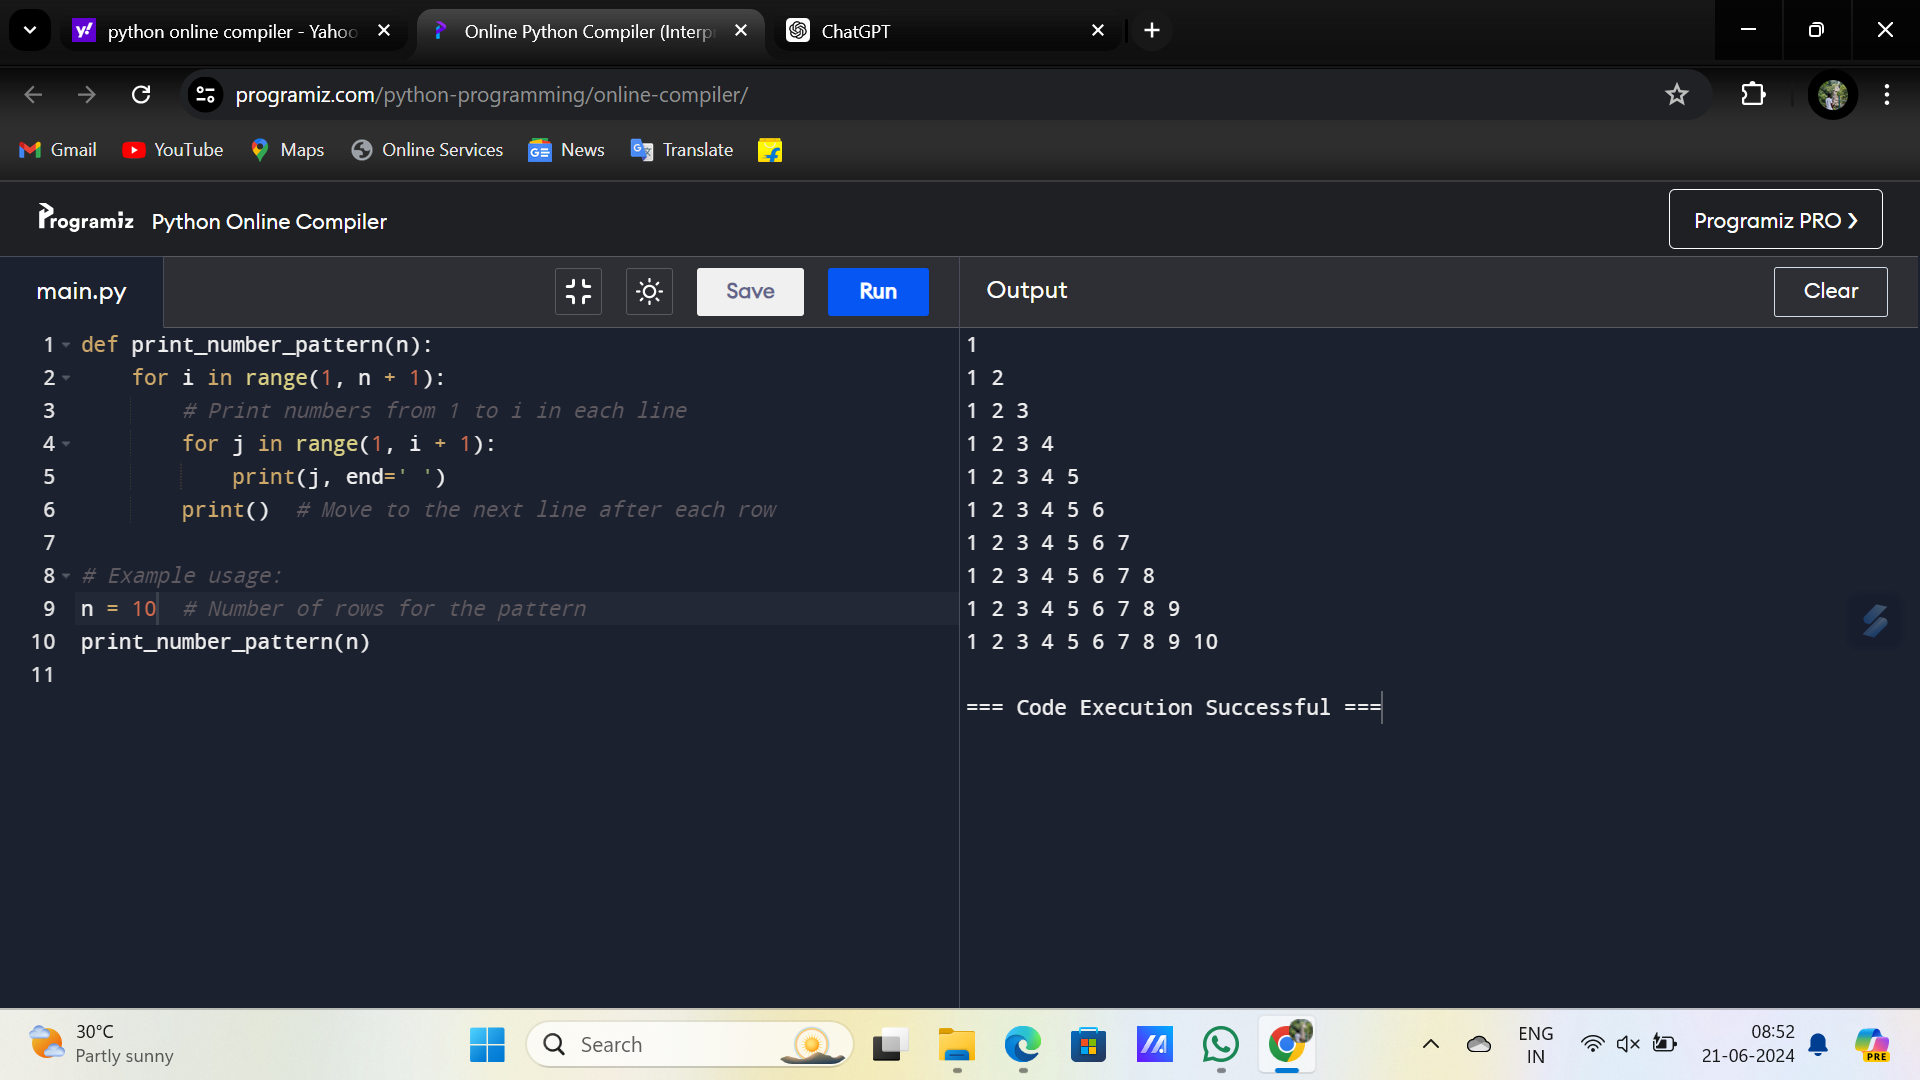 python online compiler - Yahoo
Online Python Compiler (Interp
ChatGPT
programiz.com/python-programming/online-compiler/
Gmail
YouTube
Maps
Online Services
News
Translate
Programiz
Python Online Compiler
Programiz PRO ❯
main.py
Save
Run
Output
Clear
1 def print_number_pattern(n):
2     for i in range(1, n + 1):
3         # Print numbers from 1 to i in each line
4         for j in range(1, i + 1):
5             print(j, end=' ')
6         print()  # Move to the next line after each row
7
8 # Example usage:
9 n = 10  # Number of rows for the pattern
10 print_number_pattern(n)
11
1
1 2
1 2 3
1 2 3 4
1 2 3 4 5
1 2 3 4 5 6
1 2 3 4 5 6 7
1 2 3 4 5 6 7 8
1 2 3 4 5 6 7 8 9
1 2 3 4 5 6 7 8 9 10
=== Code Execution Successful ===
30°C
Partly sunny
Search
ENG
IN
08:52
21-06-2024
PRE